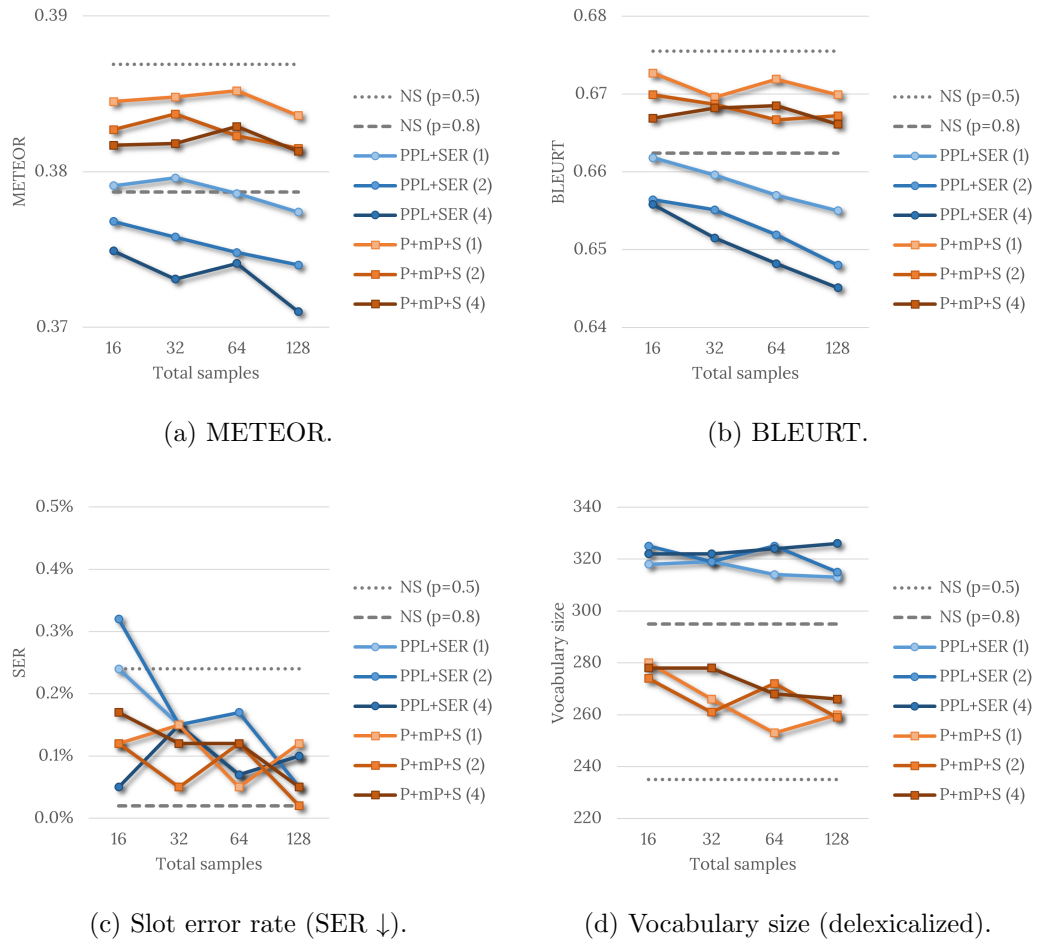 0.39
0.38
0.37
METEOR
16 32 64 128
Total samples
NS (p=0.5)
NS (p=0.8)
PPL+SER (1)
PPL+SER (2)
PPL+SER (4)
P+mP+S (1)
P+mP+S (2)
P+mP+S (4)
(a) METEOR.
0.68
0.67
0.66
0.65
0.64
BLEURT
16 32 64 128
Total samples
NS (p=0.5)
NS (p=0.8)
PPL+SER (1)
PPL+SER (2)
PPL+SER (4)
P+mP+S (1)
P+mP+S (2)
P+mP+S (4)
(b) BLEURT.
0.5%
0.4%
0.3%
0.2%
0.1%
0.0%
SER
16 32 64 128
Total samples
NS (p=0.5)
NS (p=0.8)
PPL+SER (1)
PPL+SER (2)
PPL+SER (4)
P+mP+S (1)
P+mP+S (2)
P+mP+S (4)
(c) Slot error rate (SER ↓).
340
320
300
280
260
240
220
Vocabulary size
16 32 64 128
Total samples
NS (p=0.5)
NS (p=0.8)
PPL+SER (1)
PPL+SER (2)
PPL+SER (4)
P+mP+S (1)
P+mP+S (2)
P+mP+S (4)
(d) Vocabulary size (delexicalized).